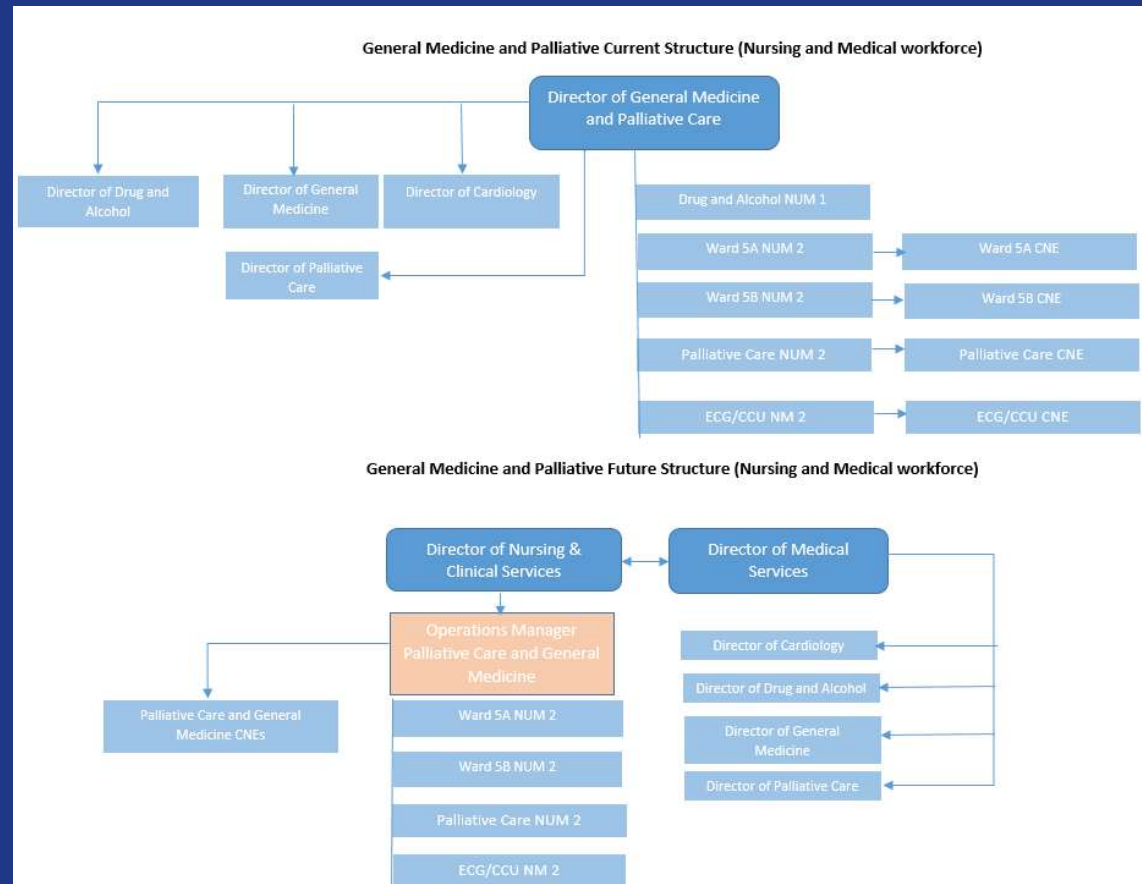 General Medicine and Palliative Current Structure (Nursing and Medical workforce)
Director of General Medicine
and Palliative Care
Director of Drug and
Alcohol
Director of General
Medicine
Director of Cardiology
Director of Palliative
Care
Drug and Alcohol NUM 1
Ward 5A NUM 2
Ward 5A CNE
Ward 5B NUM 2
Ward 5B CNE
Palliative Care NUM 2
Palliative Care CNE
ECG/CCU NM 2
ECG/CCU CNE
General Medicine and Palliative Future Structure (Nursing and Medical workforce)
Director of Nursing &
Clinical Services
Director of Medical
Services
Operations Manager
Palliative Care and General
Medicine
Palliative Care and General
Medicine CNEs
Ward 5A NUM 2
Ward 5B NUM 2
Palliative Care NUM 2
ECG/CCU NM 2
Director of Cardiology
Director of Drug and Alcohol
Director of General
Medicine
Director of Palliative Care